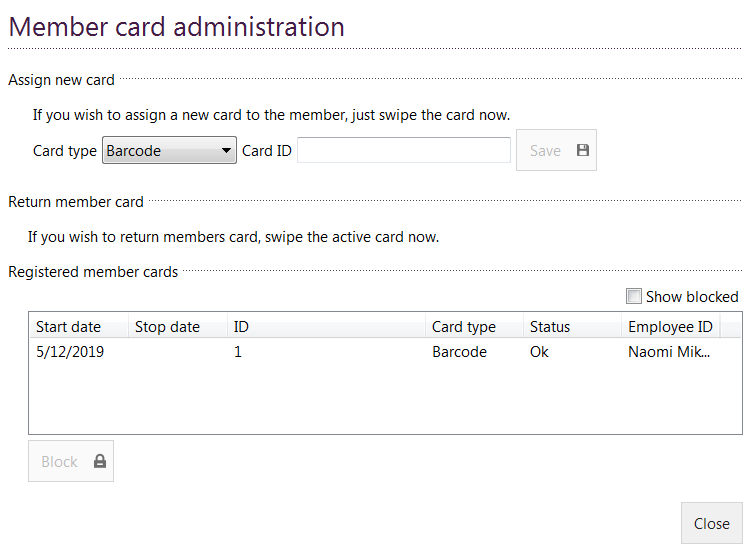 Member card administration
Assign new card
If you wish to assign a new card to the member, just swipe the card now.
Card type Barcode Card ID Save
Return member card
If you wish to return members card, swipe the active card now.
Registered member cards
Show blocked
Start date Stop date ID Card type Status Employee ID
5/12/2019 1 Barcode Ok Naomi Mik...
Block
Close